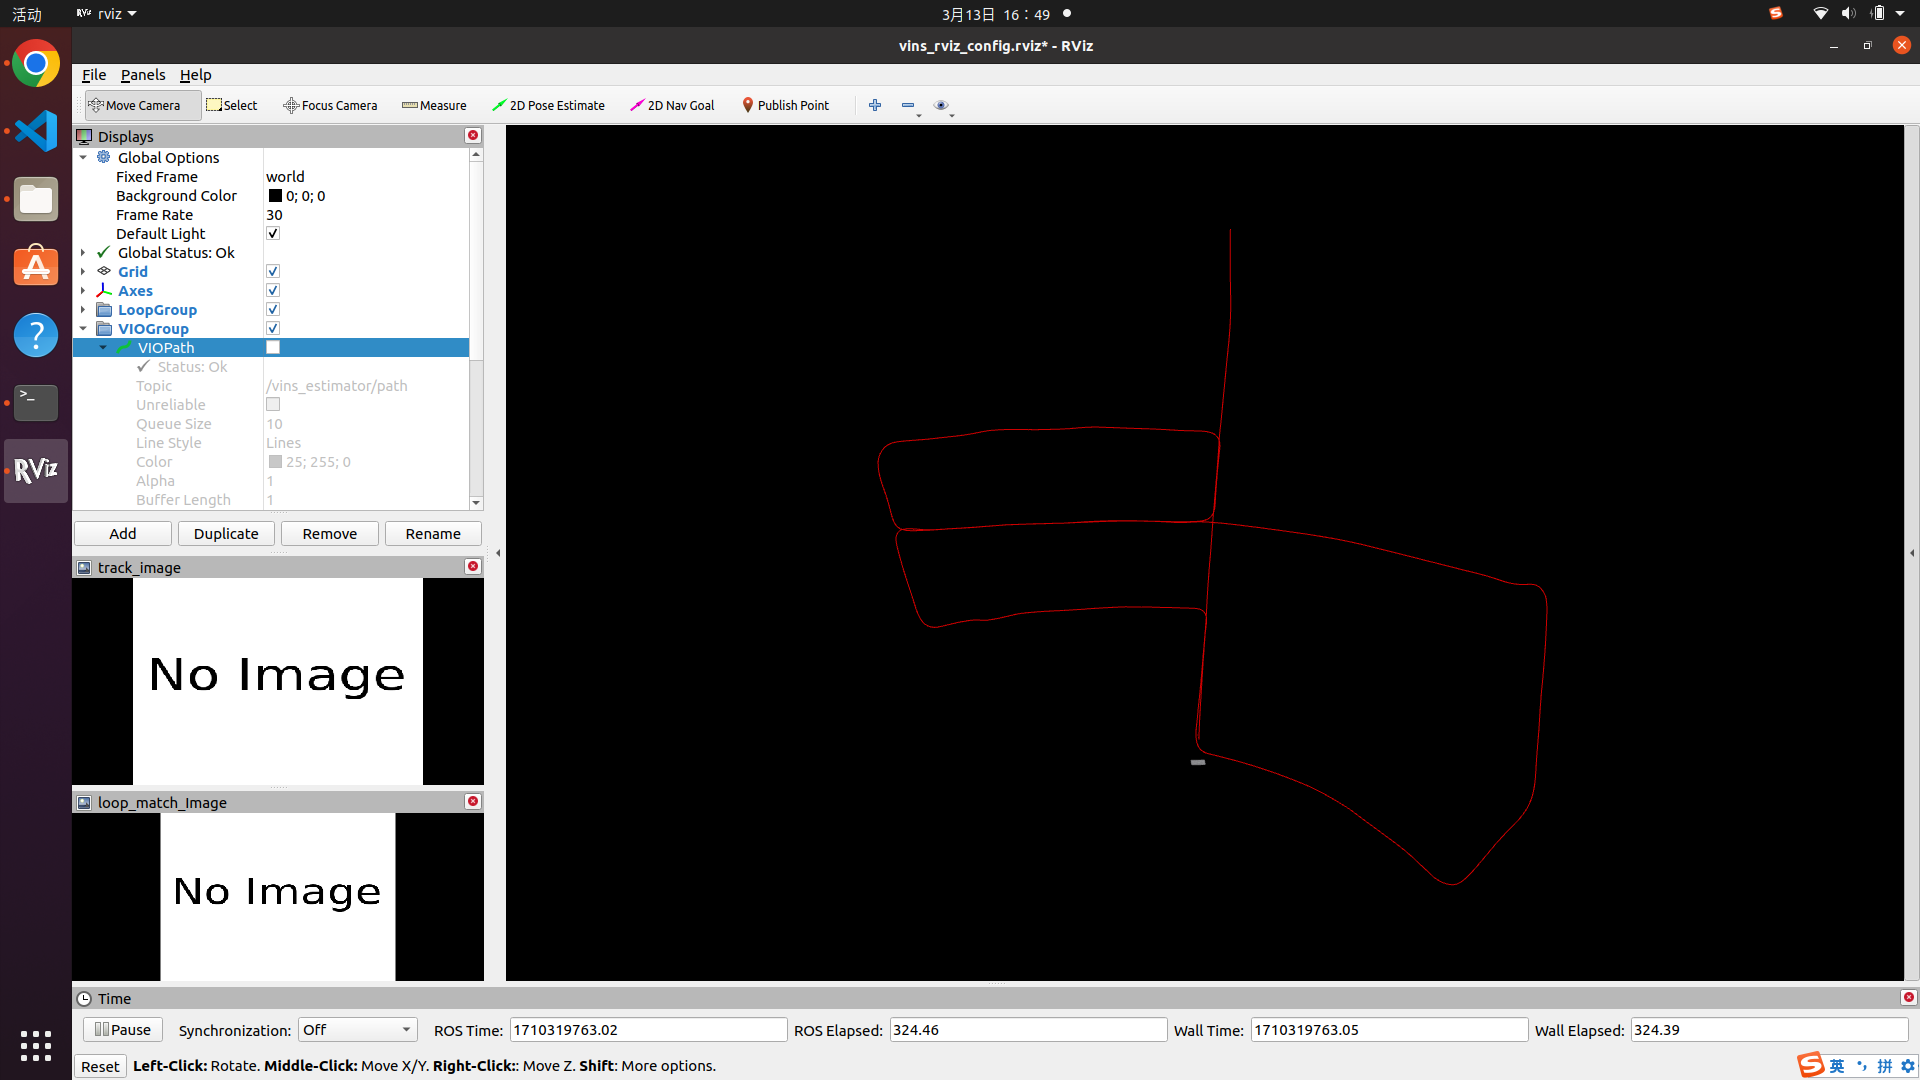 活动
RViz rviz
3月13日 16：49
vins_rviz_config.rviz* - RViz
File Panels Help
Move Camera Select Focus Camera Measure 2D Pose Estimate 2D Nav Goal Publish Point
Displays
Global Options
Fixed Frame world
Background Color 0; 0; 0
Frame Rate 30
Default Light
Global Status: Ok
Grid
Axes
LoopGroup
VIOGroup
VIOPath
Status: Ok
Topic /vins_estimator/path
Unreliable
Queue Size 10
Line Style Lines
Color 25; 255; 0
Alpha 1
Buffer Length 1
Add Duplicate Remove Rename
track_image
No Image
loop_match_Image
No Image
RViz
Time
Pause Synchronization: Off ROS Time: 1710319763.02 ROS Elapsed: 324.46 Wall Time: 1710319763.05 Wall Elapsed: 324.39
Reset Left-Click: Rotate. Middle-Click: Move X/Y. Right-Click:: Move Z. Shift: More options.
英 拼